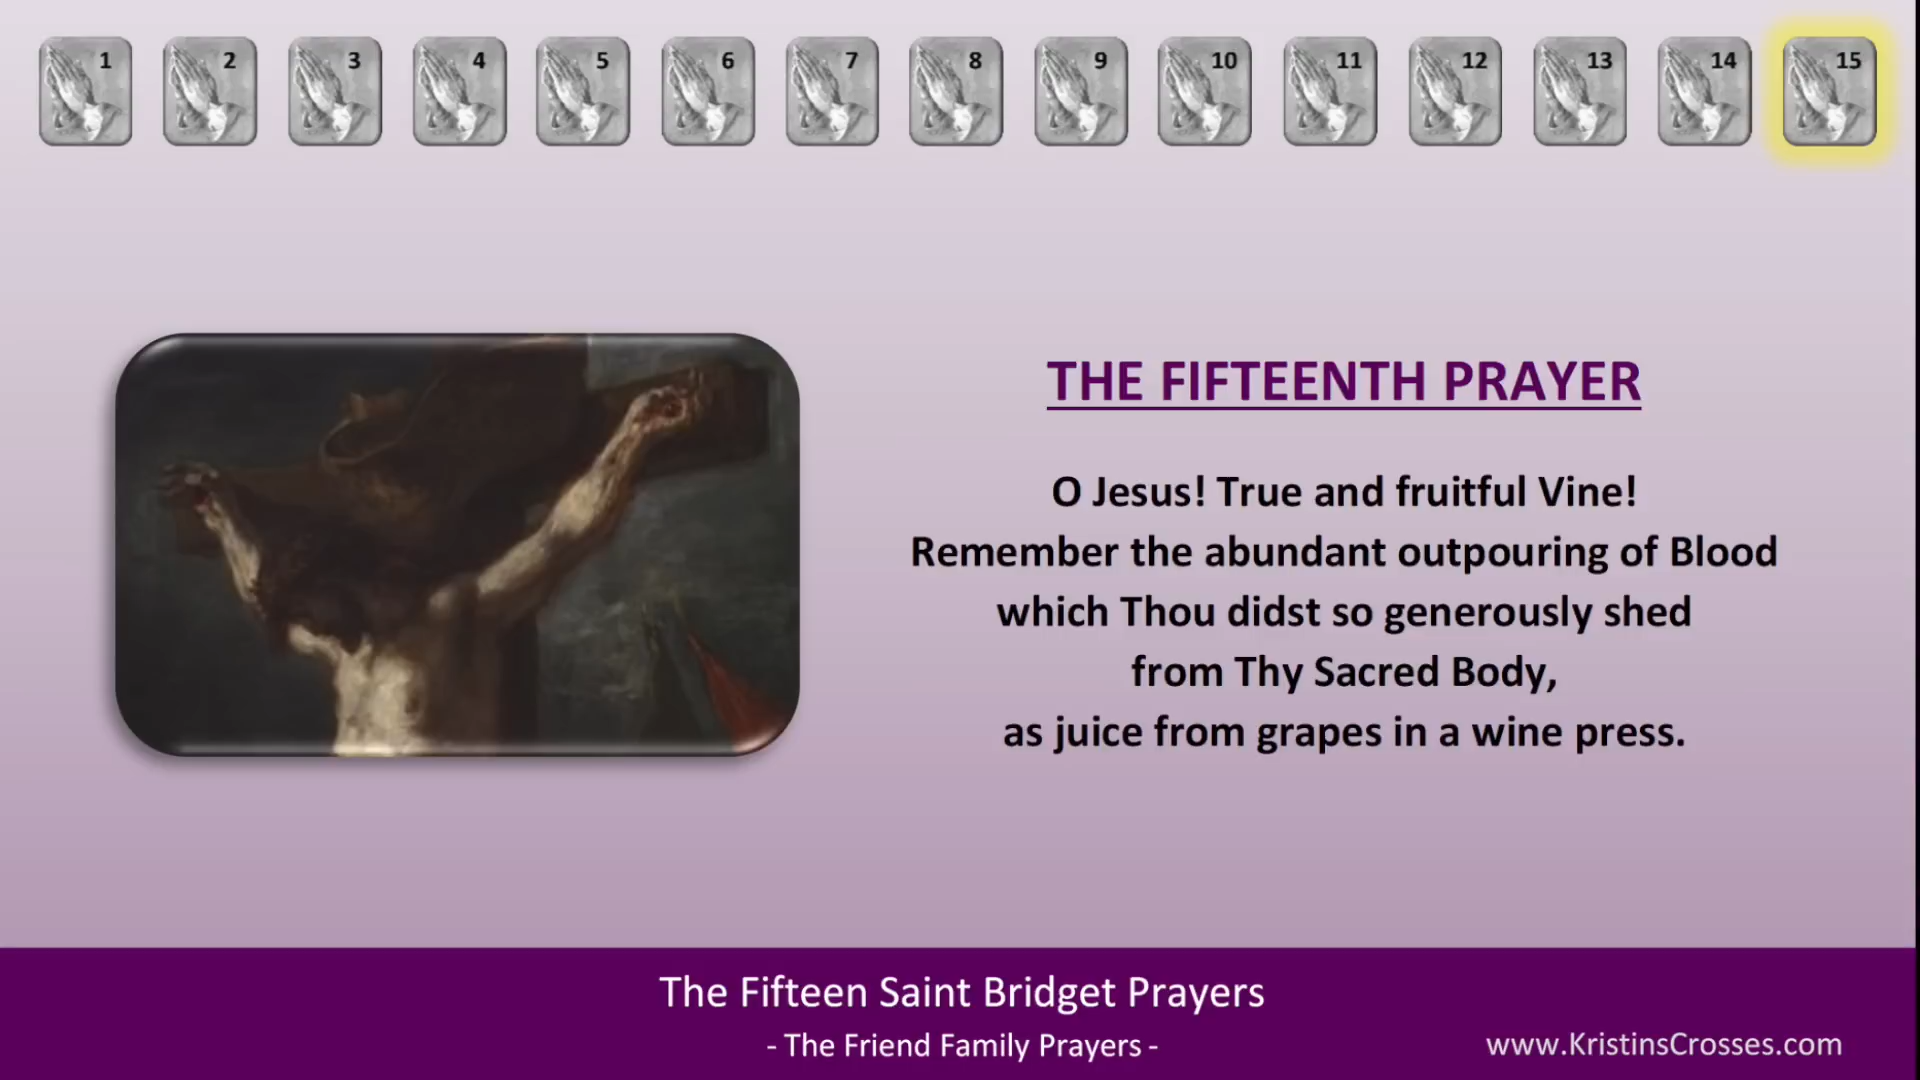 1 2 3 4 5 6 7 8 9 10 11 12 13 14 15
THE FIFTEENTH PRAYER
O Jesus! True and fruitful Vine!
Remember the abundant outpouring of Blood
which Thou didst so generously shed
from Thy Sacred Body,
as juice from grapes in a wine press.
The Fifteen Saint Bridget Prayers
- The Friend Family Prayers -
www.KristinsCrosses.com